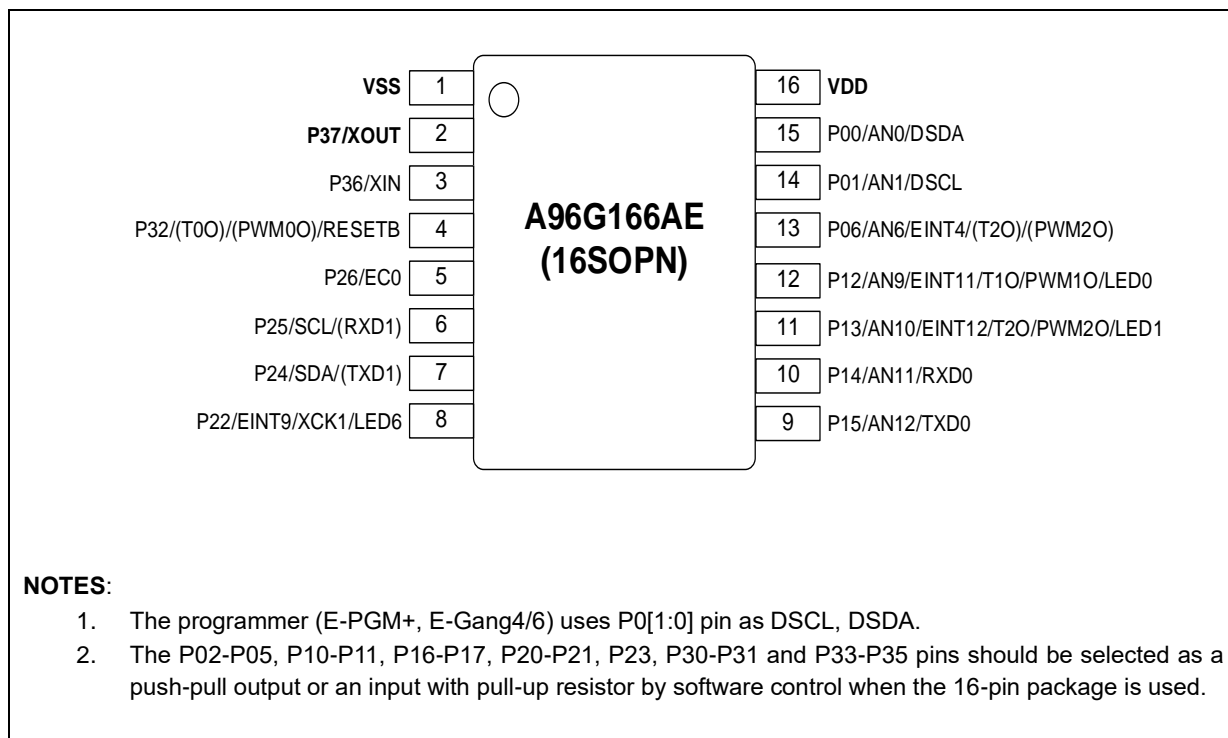 VSS 1
P37/XOUT 2
P36/XIN 3
P32/(T0O)/(PWM0O)/RESETB 4
P26/EC0 5
P25/SCL/(RXD1) 6
P24/SDA/(TXD1) 7
P22/EINT9/XCK1/LED6 8
A96G166AE
(16SOPN)
16 VDD
15 P00/AN0/DSDA
14 P01/AN1/DSCL
13 P06/AN6/EINT4/(T2O)/(PWM2O)
12 P12/AN9/EINT11/T1O/PWM1O/LED0
11 P13/AN10/EINT12/T2O/PWM2O/LED1
10 P14/AN11/RXD0
9 P15/AN12/TXD0
NOTES:
1. The programmer (E-PGM+, E-Gang4/6) uses P0[1:0] pin as DSCL, DSDA.
2. The P02-P05, P10-P11, P16-P17, P20-P21, P23, P30-P31 and P33-P35 pins should be selected as a
push-pull output or an input with pull-up resistor by software control when the 16-pin package is used.